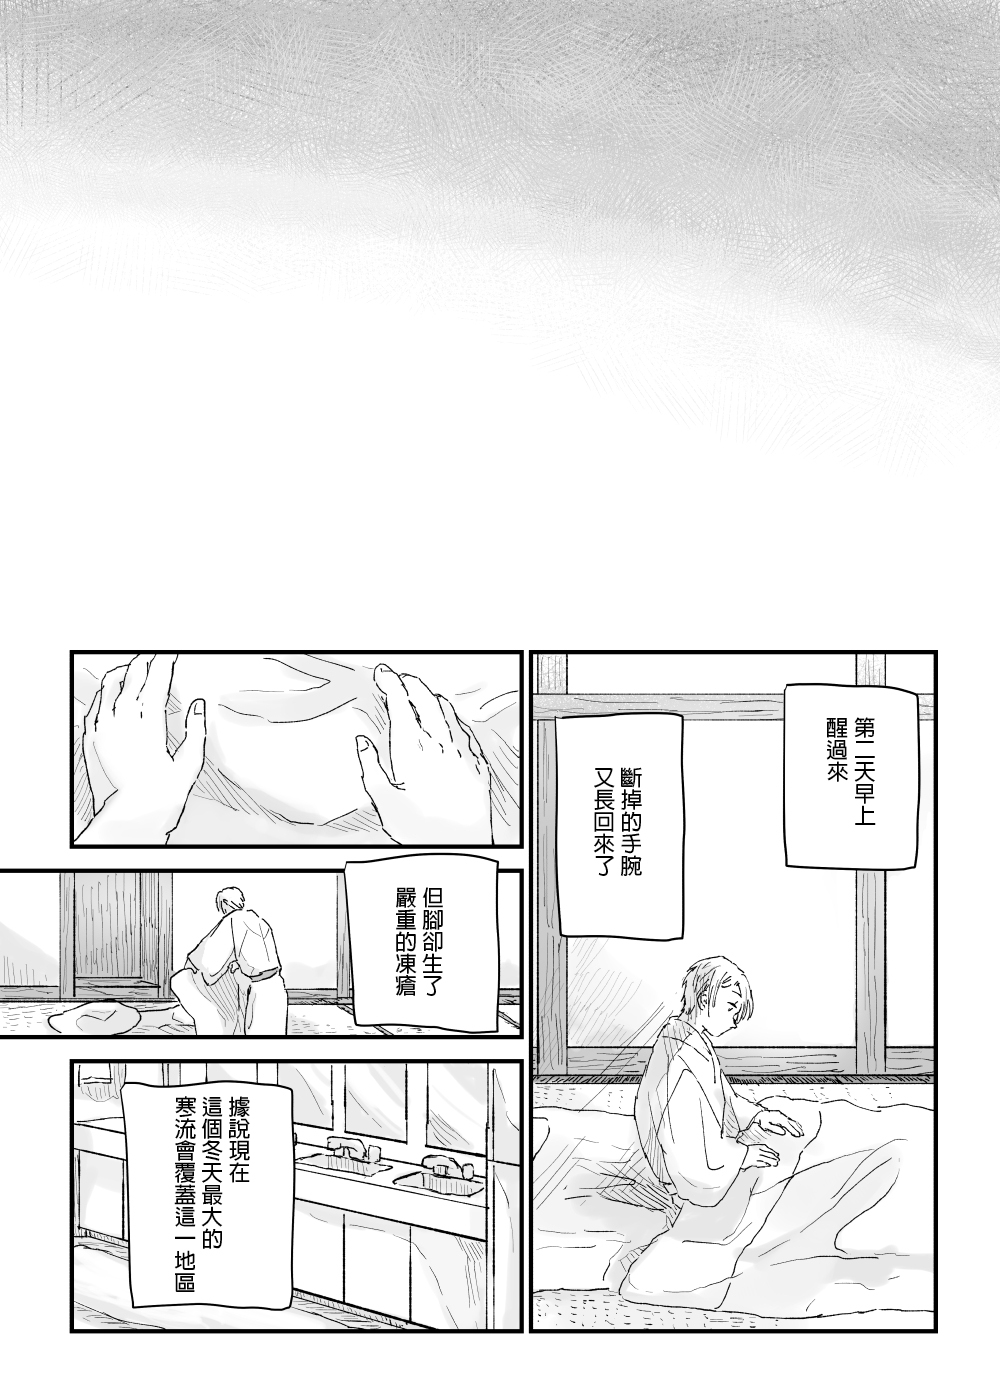 第二天早上
醒過來
斷掉的手腕
又長回來了
但腳卻生了
嚴重的凍瘡
據說現在
這個冬天最大的
寒流會覆蓋這一地區